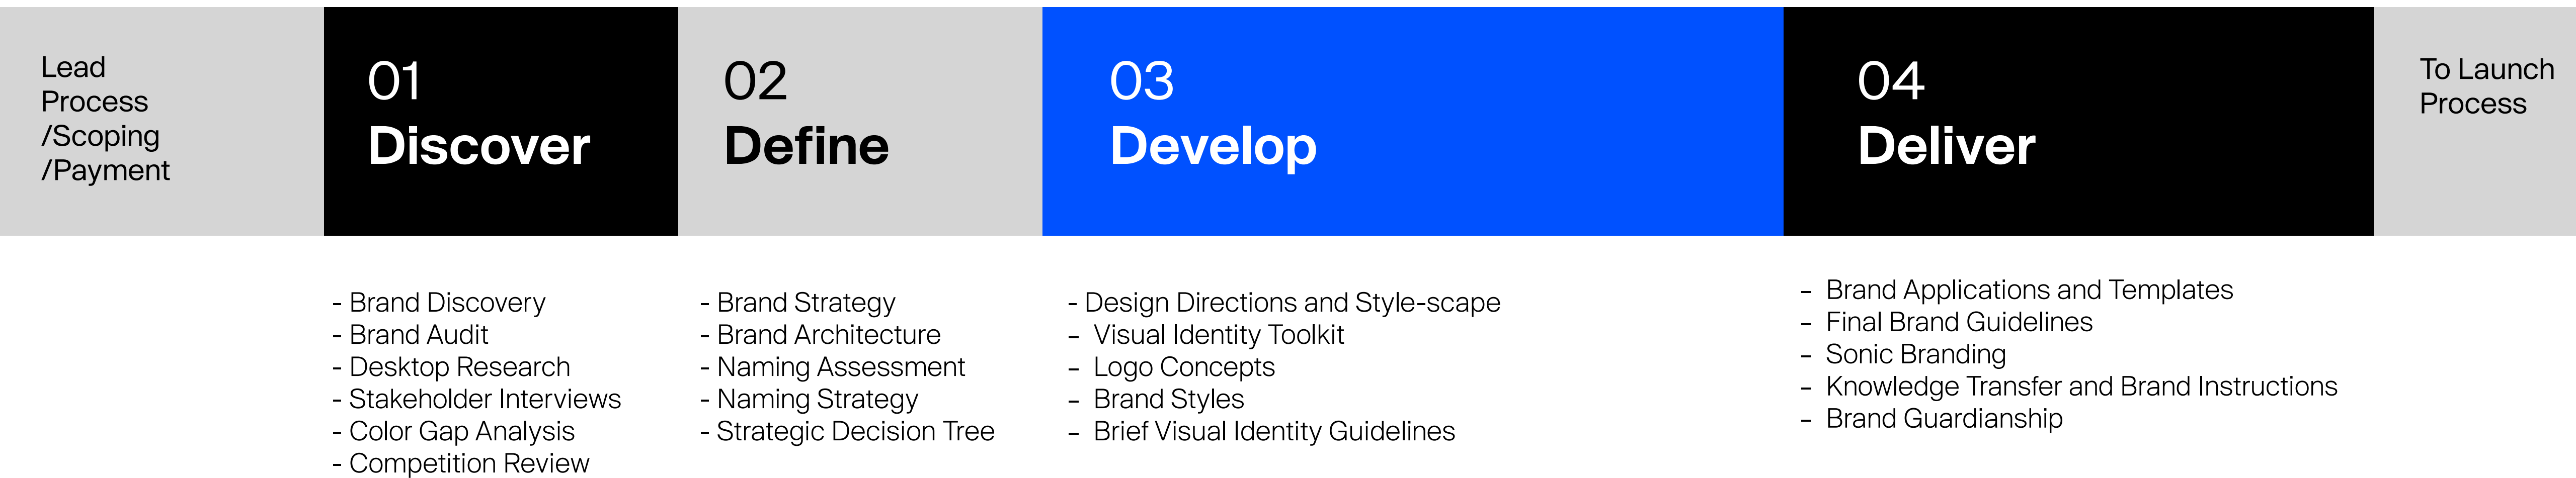 Lead
Process
/Scoping
/Payment
01
Discover
02
Define
03
Develop
04
Deliver
To Launch
Process
- Brand Discovery
- Brand Audit
- Desktop Research
- Stakeholder Interviews
- Color Gap Analysis
- Competition Review
- Brand Strategy
- Brand Architecture
- Naming Assessment
- Naming Strategy
- Strategic Decision Tree
- Design Directions and Style-scape
– Visual Identity Toolkit
– Logo Concepts
– Brand Styles
– Brief Visual Identity Guidelines
– Brand Applications and Templates
– Final Brand Guidelines
– Sonic Branding
– Knowledge Transfer and Brand Instructions
– Brand Guardianship